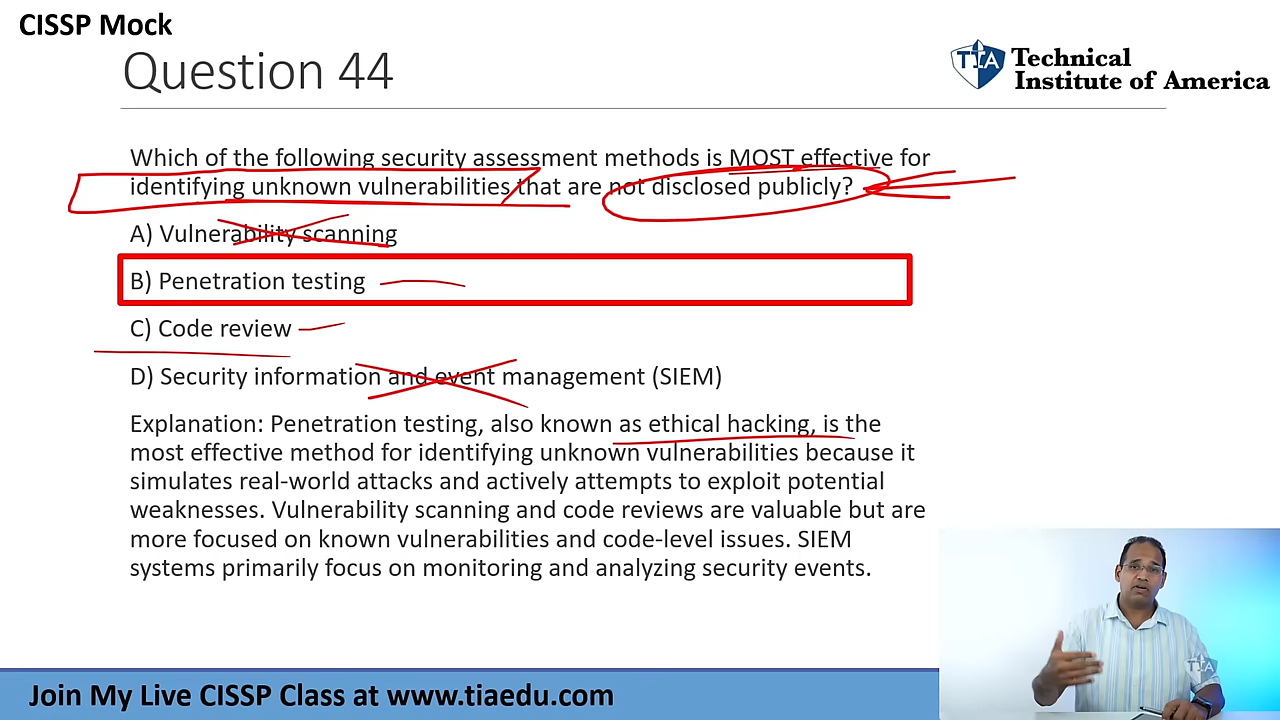 CISSP Mock
Question 44
TIA Technical
Institute of America
Which of the following security assessment methods is MOST effective for
identifying unknown vulnerabilities that are not disclosed publicly?
A) Vulnerability scanning
B) Penetration testing
C) Code review
D) Security information and event management (SIEM)
Explanation: Penetration testing, also known as ethical hacking, is the
most effective method for identifying unknown vulnerabilities because it
simulates real-world attacks and actively attempts to exploit potential
weaknesses. Vulnerability scanning and code reviews are valuable but are
more focused on known vulnerabilities and code-level issues. SIEM
systems primarily focus on monitoring and analyzing security events.
TIA
Join My Live CISSP Class at www.tiaedu.com